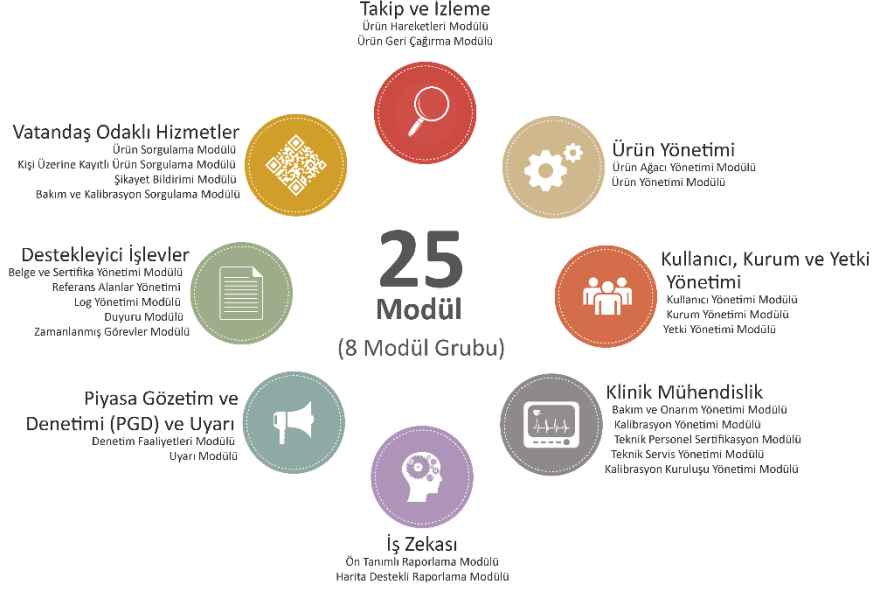 Takip ve İzleme
Ürün Hareketleri Modülü
Ürün Geri Çağırma Modülü
Vatandaş Odaklı Hizmetler
Ürün Sorgulama Modülü
Kişi Üzerine Kayıtlı Ürün Sorgulama Modülü
Şikayet Bildirimi Modülü
Bakım ve Kalibrasyon Sorgulama Modülü
Ürün Yönetimi
Ürün Ağacı Yönetimi Modülü
Ürün Yönetimi Modülü
Destekleyici İşlevler
Belge ve Sertifika Yönetimi Modülü
Referans Alanlar Yönetimi
Log Yönetimi Modülü
Duyuru Modülü
Zamanlanmış Görevler Modülü
25
Modül
(8 Modül Grubu)
Kullanıcı, Kurum ve Yetki
Yönetimi
Kullanıcı Yönetimi Modülü
Kurum Yönetimi Modülü
Yetki Yönetimi Modülü
Piyasa Gözetim ve
Denetimi (PGD) ve Uyarı
Denetim Faaliyetleri Modülü
Uyarı Modülü
Klinik Mühendislik
Bakım ve Onarım Yönetimi Modülü
Kalibrasyon Yönetimi Modülü
Teknik Personel Sertifikasyon Modülü
Teknik Servis Yönetimi Modülü
Kalibrasyon Kuruluşu Yönetimi Modülü
İş Zekası
Ön Tanımlı Raporlama Modülü
Harita Destekli Raporlama Modülü